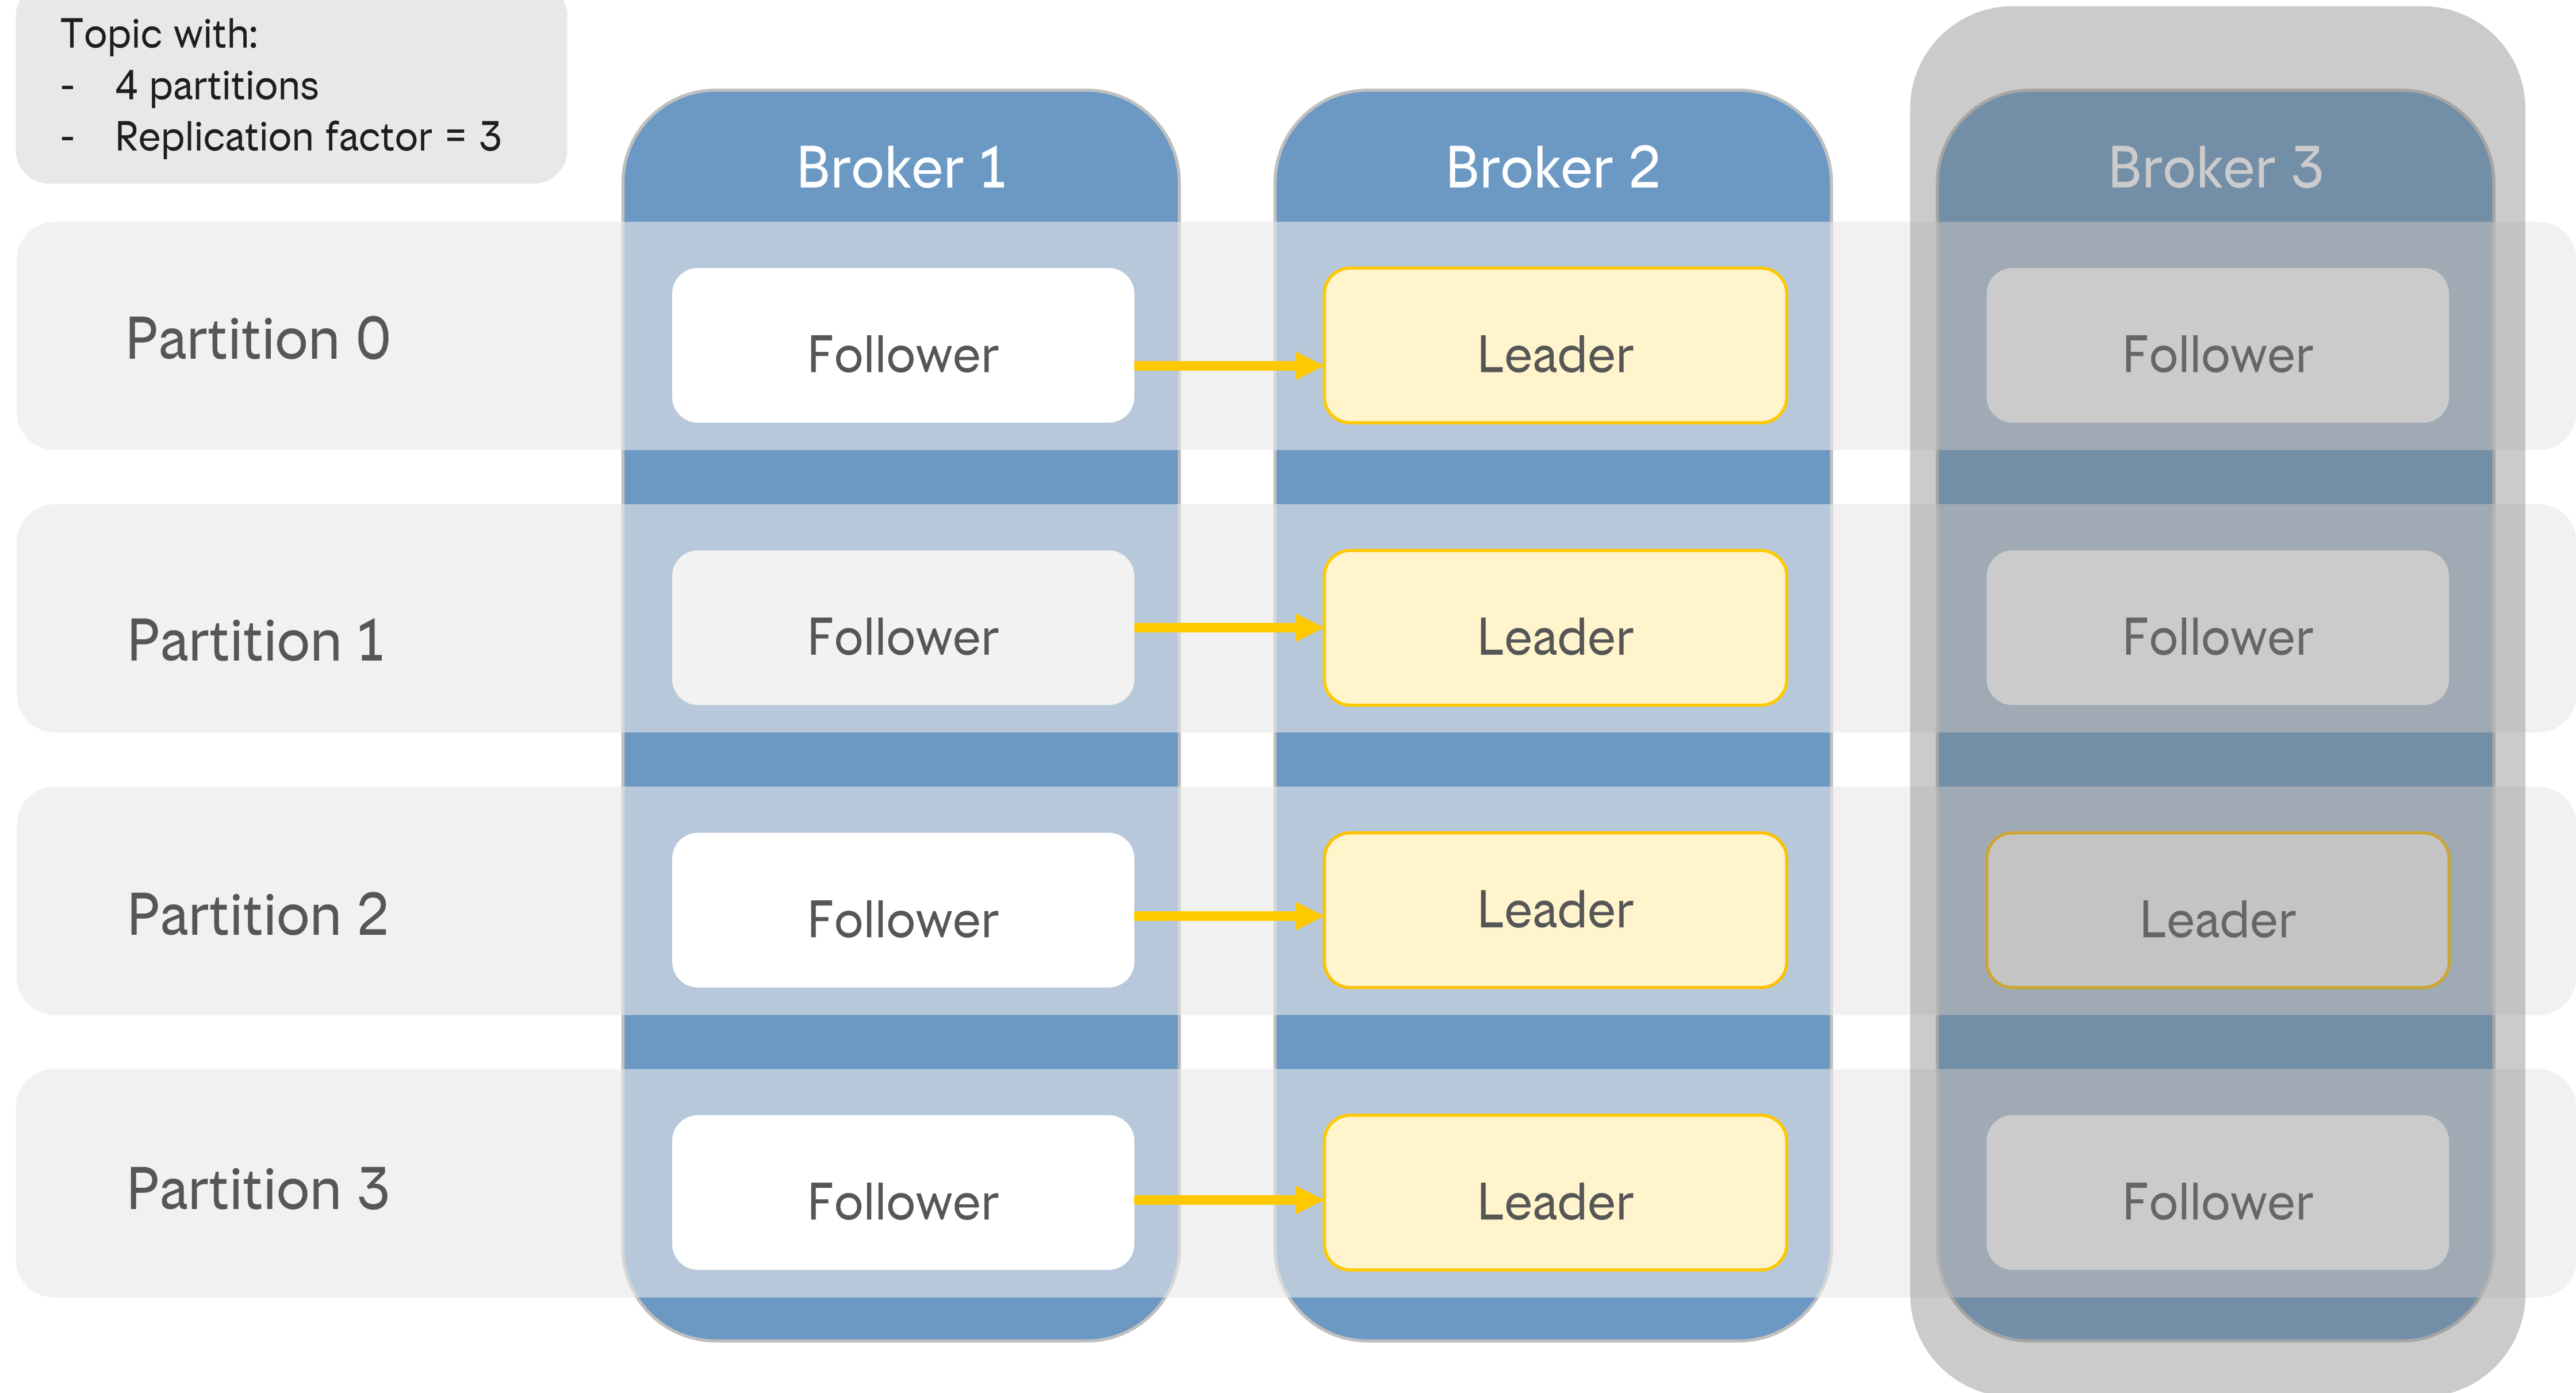 Topic with:
- 4 partitions
- Replication factor = 3
Broker 1
Broker 2
Broker 3
Partition 0
Follower
Leader
Follower
Partition 1
Follower
Leader
Follower
Partition 2
Follower
Leader
Leader
Partition 3
Follower
Leader
Follower